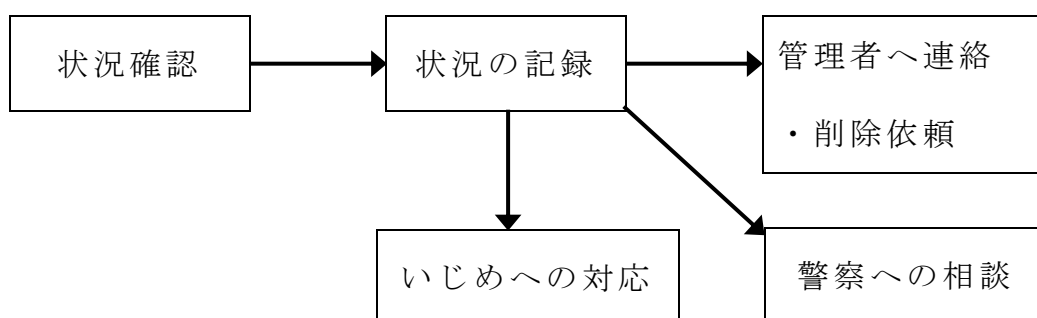 状況確認
状況の記録
管理者へ連絡
・削除依頼
いじめへの対応
警察への相談